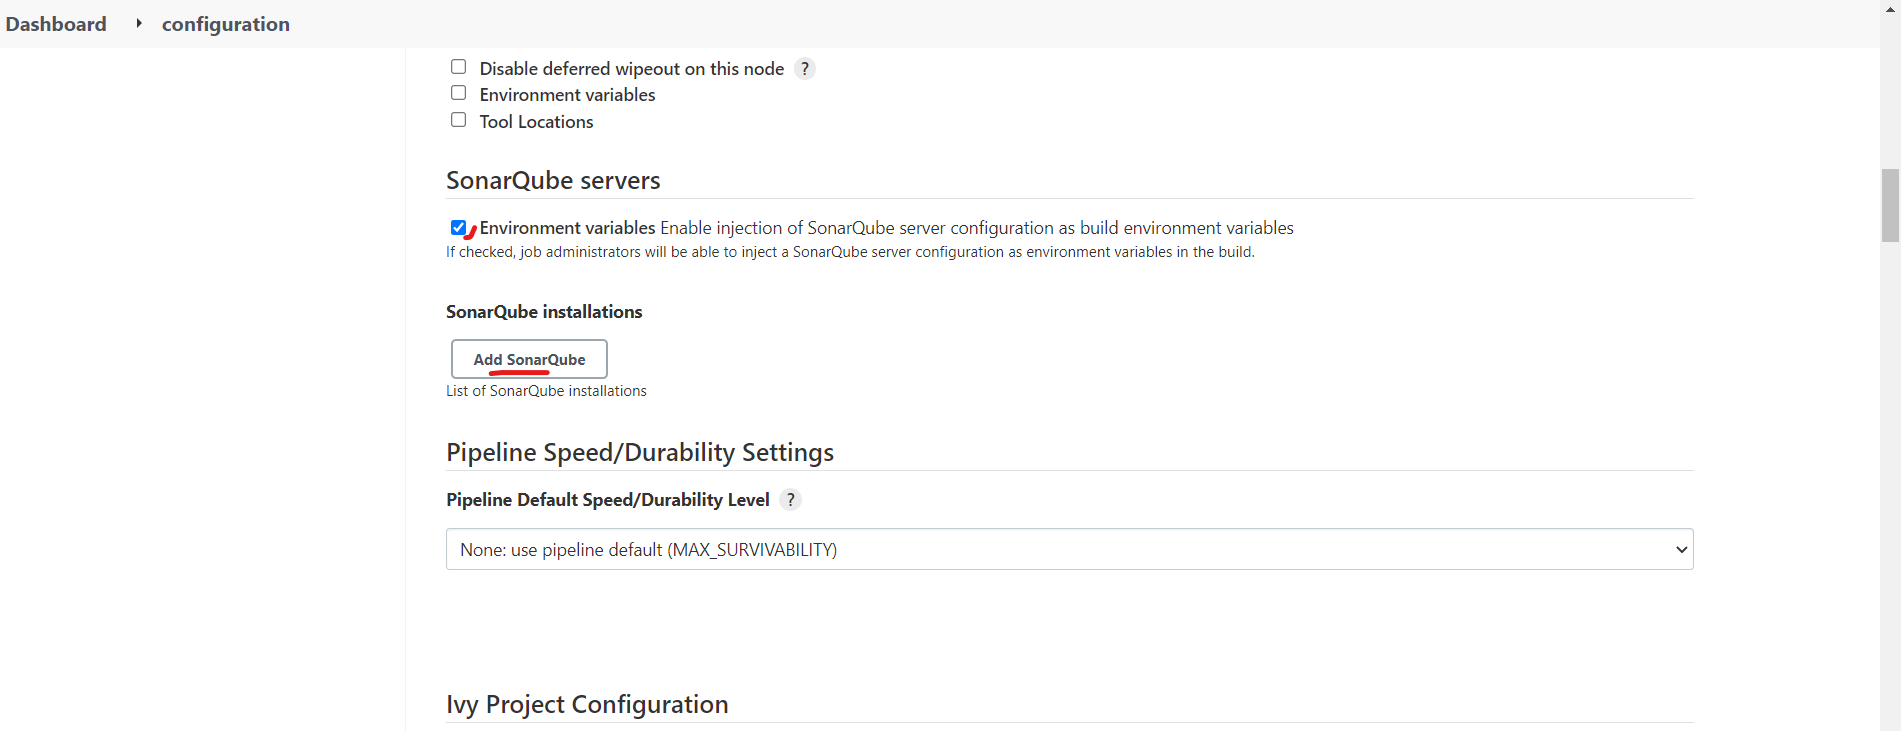 Dashboard configuration
Disable deferred wipeout on this node ?
Environment variables
Tool Locations
SonarQube servers
Environment variables Enable injection of SonarQube server configuration as build environment variables
If checked, job administrators will be able to inject a SonarQube server configuration as environment variables in the build.
SonarQube installations
Add SonarQube
List of SonarQube installations
Pipeline Speed/Durability Settings
Pipeline Default Speed/Durability Level ?
None: use pipeline default (MAX_SURVIVABILITY)
Ivy Project Configuration